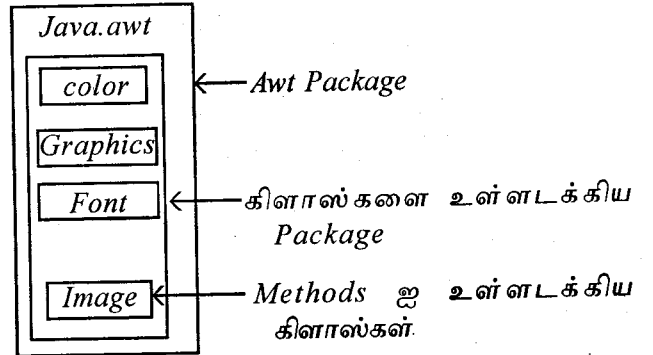 Java.awt
color
Awt Package
Graphics
Font
கிளாஸ்களை உள்ளடக்கிய
Package
Image
Methods ஐ உள்ளடக்கிய
கிளாஸ்கள்.